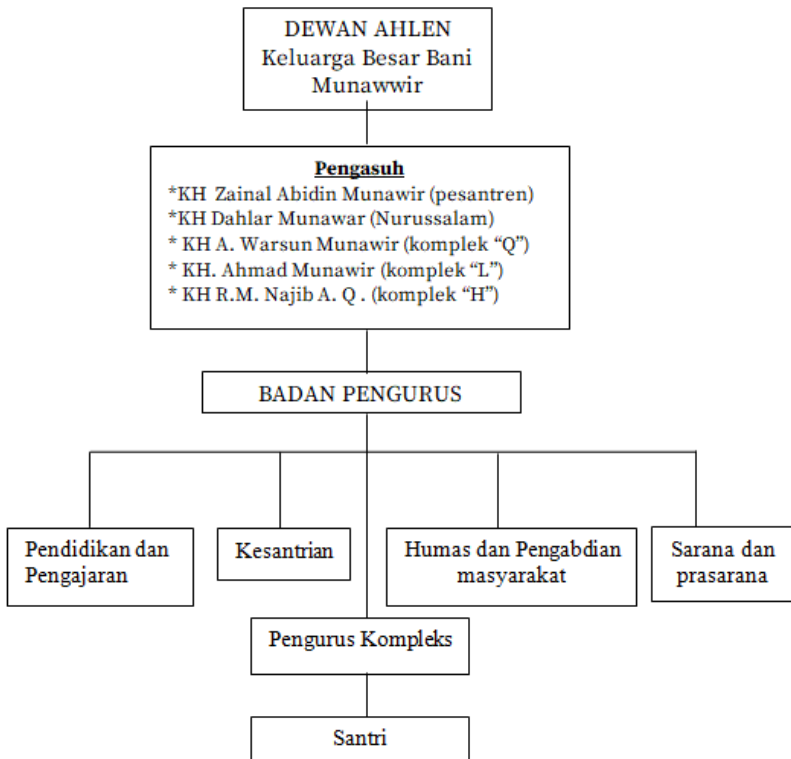 DEWAN AHLEN
Keluarga Besar Bani
Munawwir
Pengasuh
*KH Zainal Abidin Munawir (pesantren)
*KH Dahlar Munawar (Nurussalam)
* KH A. Warsun Munawir (komplek “Q”)
* KH. Ahmad Munawir (komplek “L”)
* KH R.M. Najib A. Q . (komplek “H”)
BADAN PENGURUS
Pendidikan dan
Pengajaran
Kesantrian
Humas dan Pengabdian
masyarakat
Sarana dan
prasarana
Pengurus Kompleks
Santri